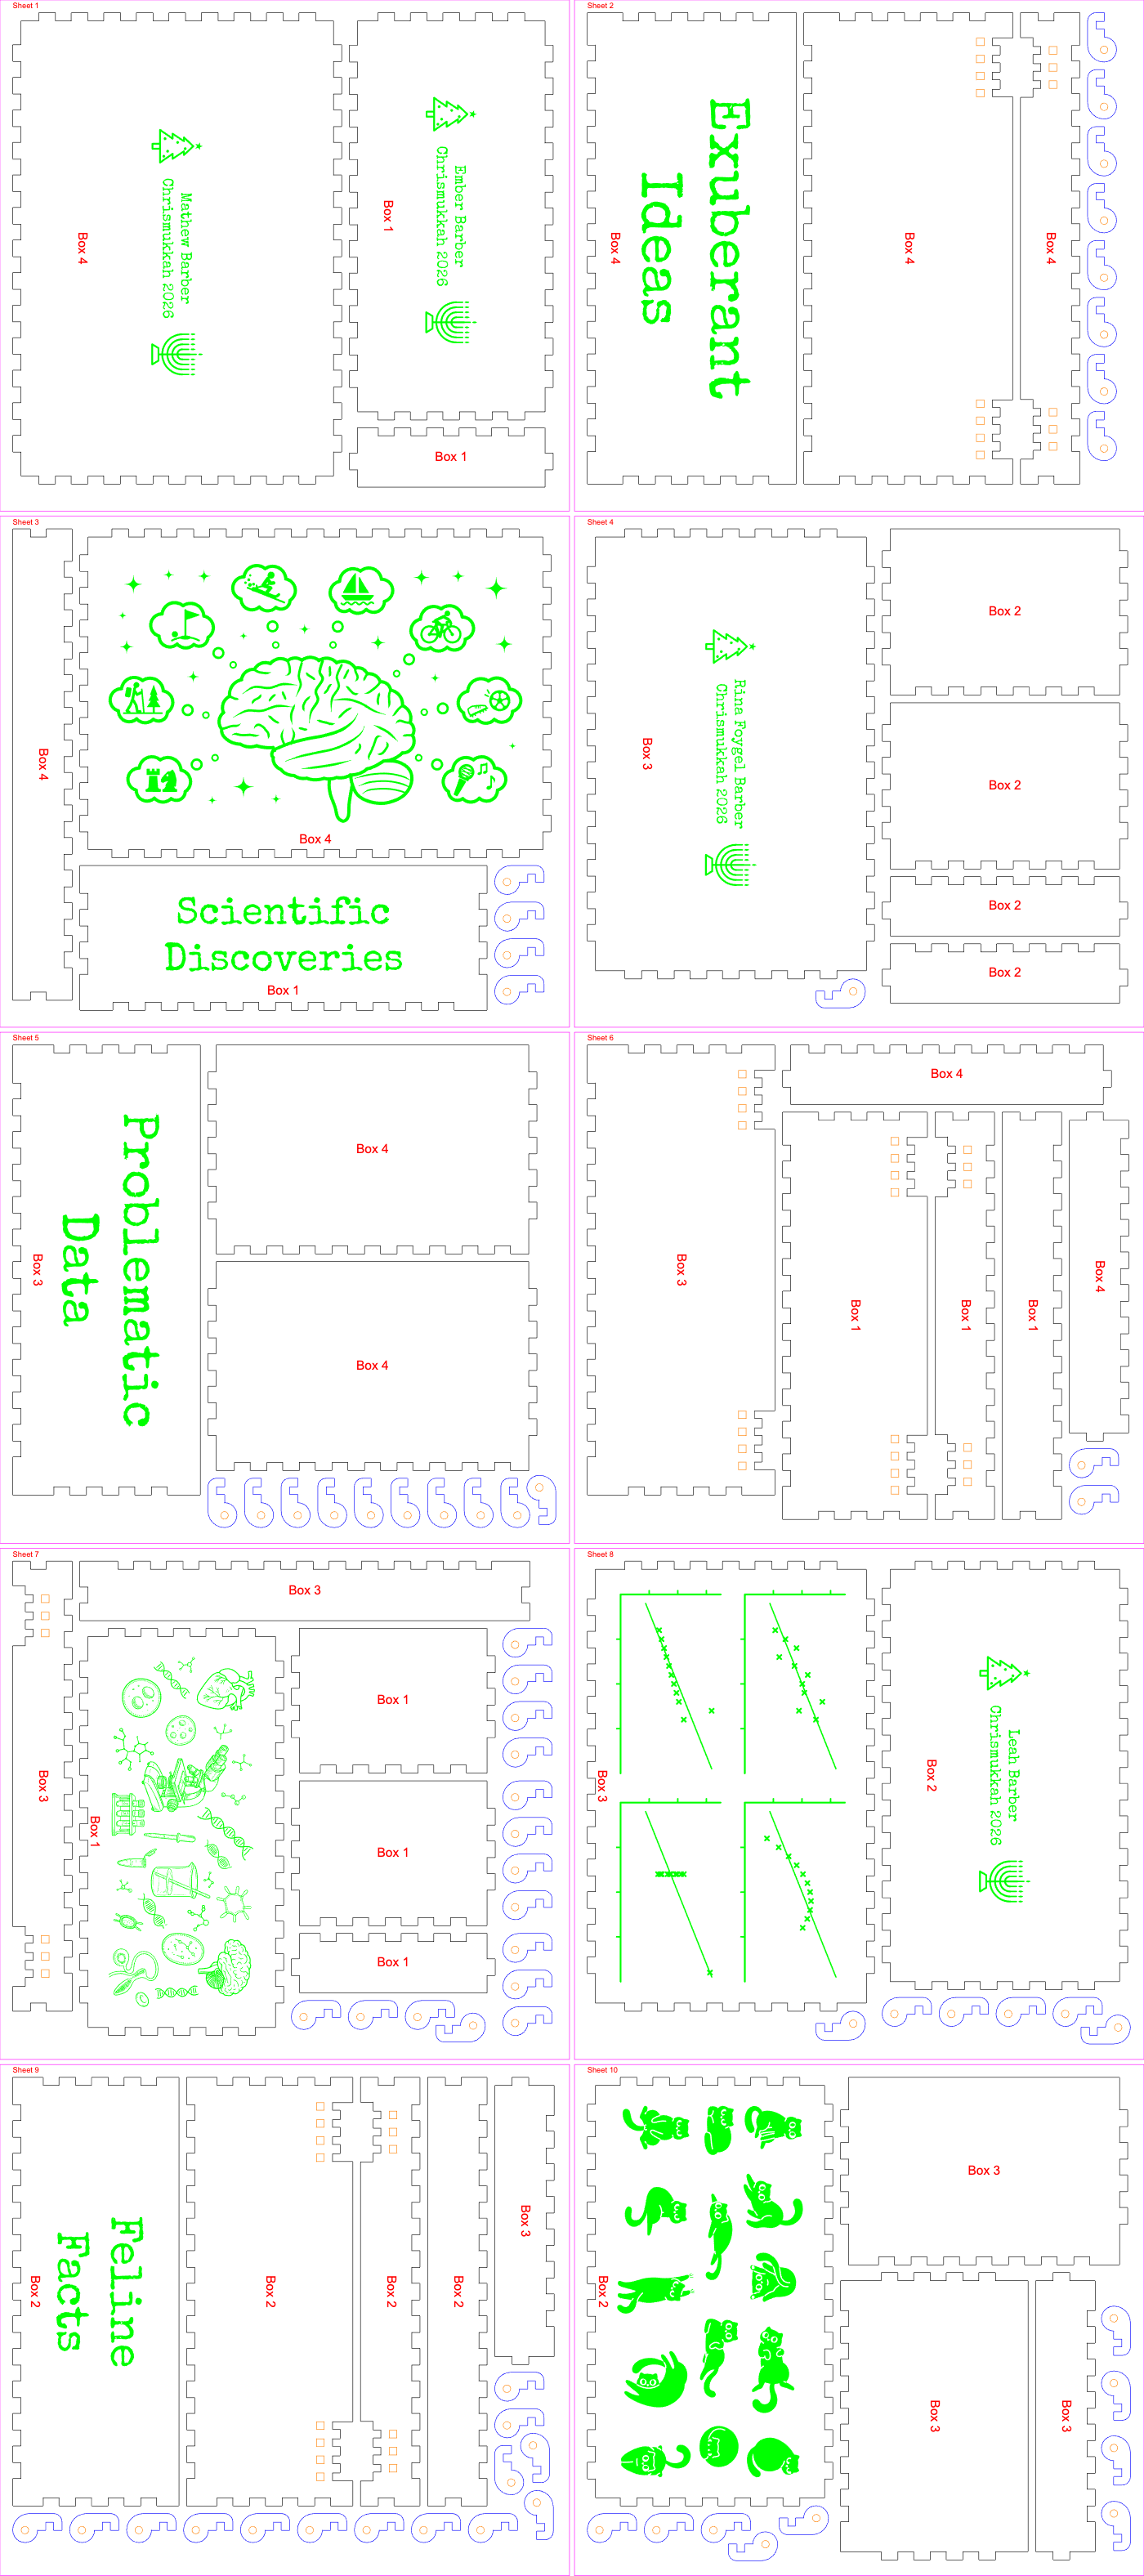 Sheet 1
Box 4
Mathew Barber
Chrismukkah 2026
Box 1
Ember Barber
Chrismukkah 2026
Box 1
Sheet 2
Box 4
Exuberant
Ideas
Box 4
Box 4
Sheet 3
Box 4
Box 4
Scientific
Discoveries
Box 1
Sheet 4
Box 3
Rina Foygel Barber
Chrismukkah 2026
Box 2
Box 2
Box 2
Box 2
Sheet 5
Box 3
Problematic
Data
Box 4
Box 4
Sheet 6
Box 3
Box 4
Box 1
Box 1
Box 1
Box 4
Sheet 7
Box 3
Box 3
Box 1
Box 1
Box 1
Box 1
Sheet 8
Box 3
Box 2
Leah Barber
Chrismukkah 2026
Sheet 9
Box 2
Feline
Facts
Box 2
Box 2
Box 2
Box 3
Sheet 10
Box 2
Box 3
Box 3
Box 3